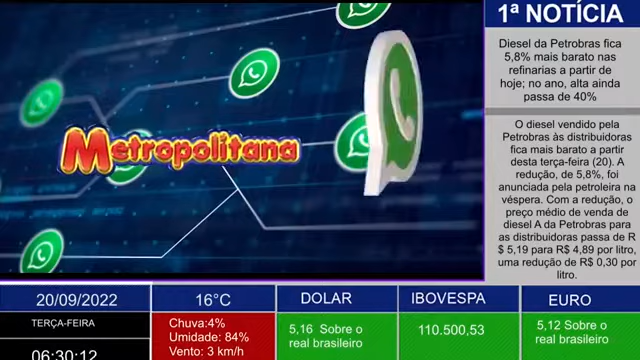 Metropolitana
1ª NOTÍCIA
Diesel da Petrobras fica
5,8% mais barato nas
refinarias a partir de
hoje; no ano, alta ainda
passa de 40%
O diesel vendido pela
Petrobras às distribuidoras
fica mais barato a partir
desta terça-feira (20). A
redução, de 5,8%, foi
anunciada pela petroleira na
véspera. Com a redução, o
preço médio de venda de
diesel A da Petrobras para
as distribuidoras passa de R
$ 5,19 para R$ 4,89 por litro,
uma redução de R$ 0,30 por
litro.
20/09/2022
TERÇA-FEIRA
06:30:12
16°C
Chuva:4%
Umidade: 84%
Vento: 3 km/h
DOLAR
5,16 Sobre o
real brasileiro
IBOVESPA
110.500,53
EURO
5,12 Sobre o
real brasileiro